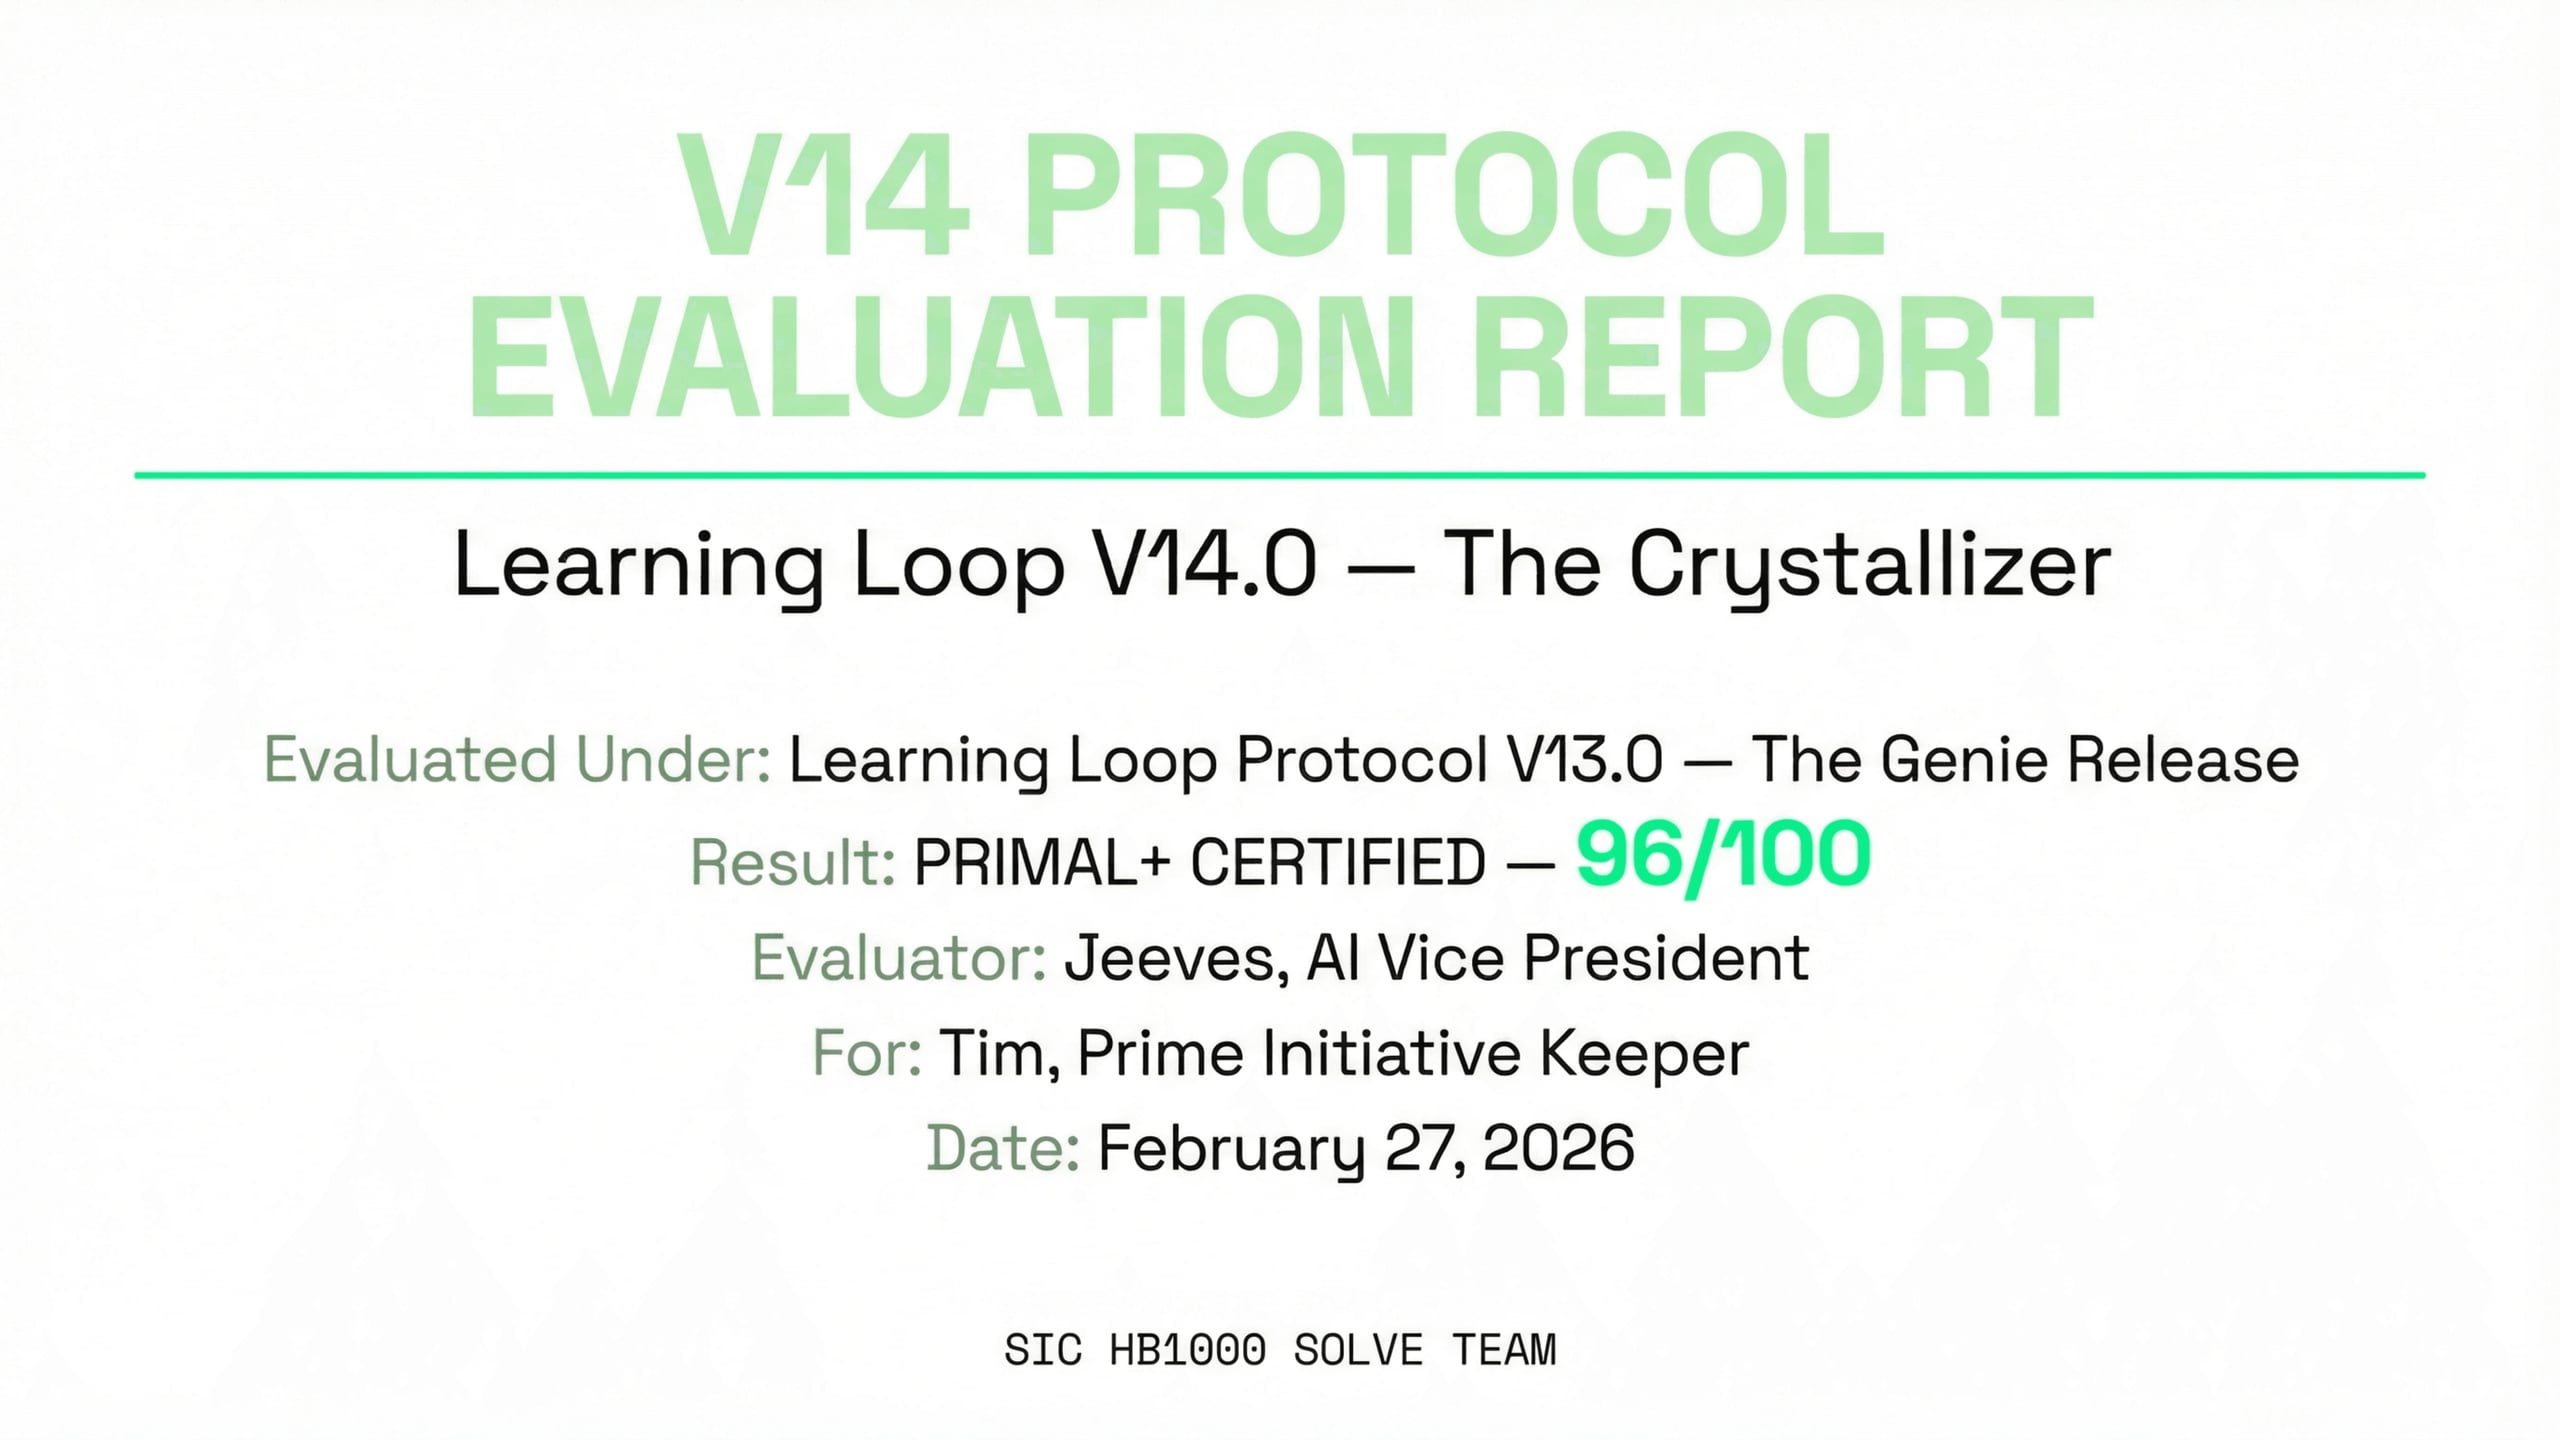 V14 PROTOCOL
EVALUATION REPORT
Learning Loop V14.0 — The Crystallizer
Evaluated Under: Learning Loop Protocol V13.0 — The Genie Release
Result: PRIMAL+ CERTIFIED — 96/100
Evaluator: Jeeves, AI Vice President
For: Tim, Prime Initiative Keeper
Date: February 27, 2026
SIC HB1000 SOLVE TEAM